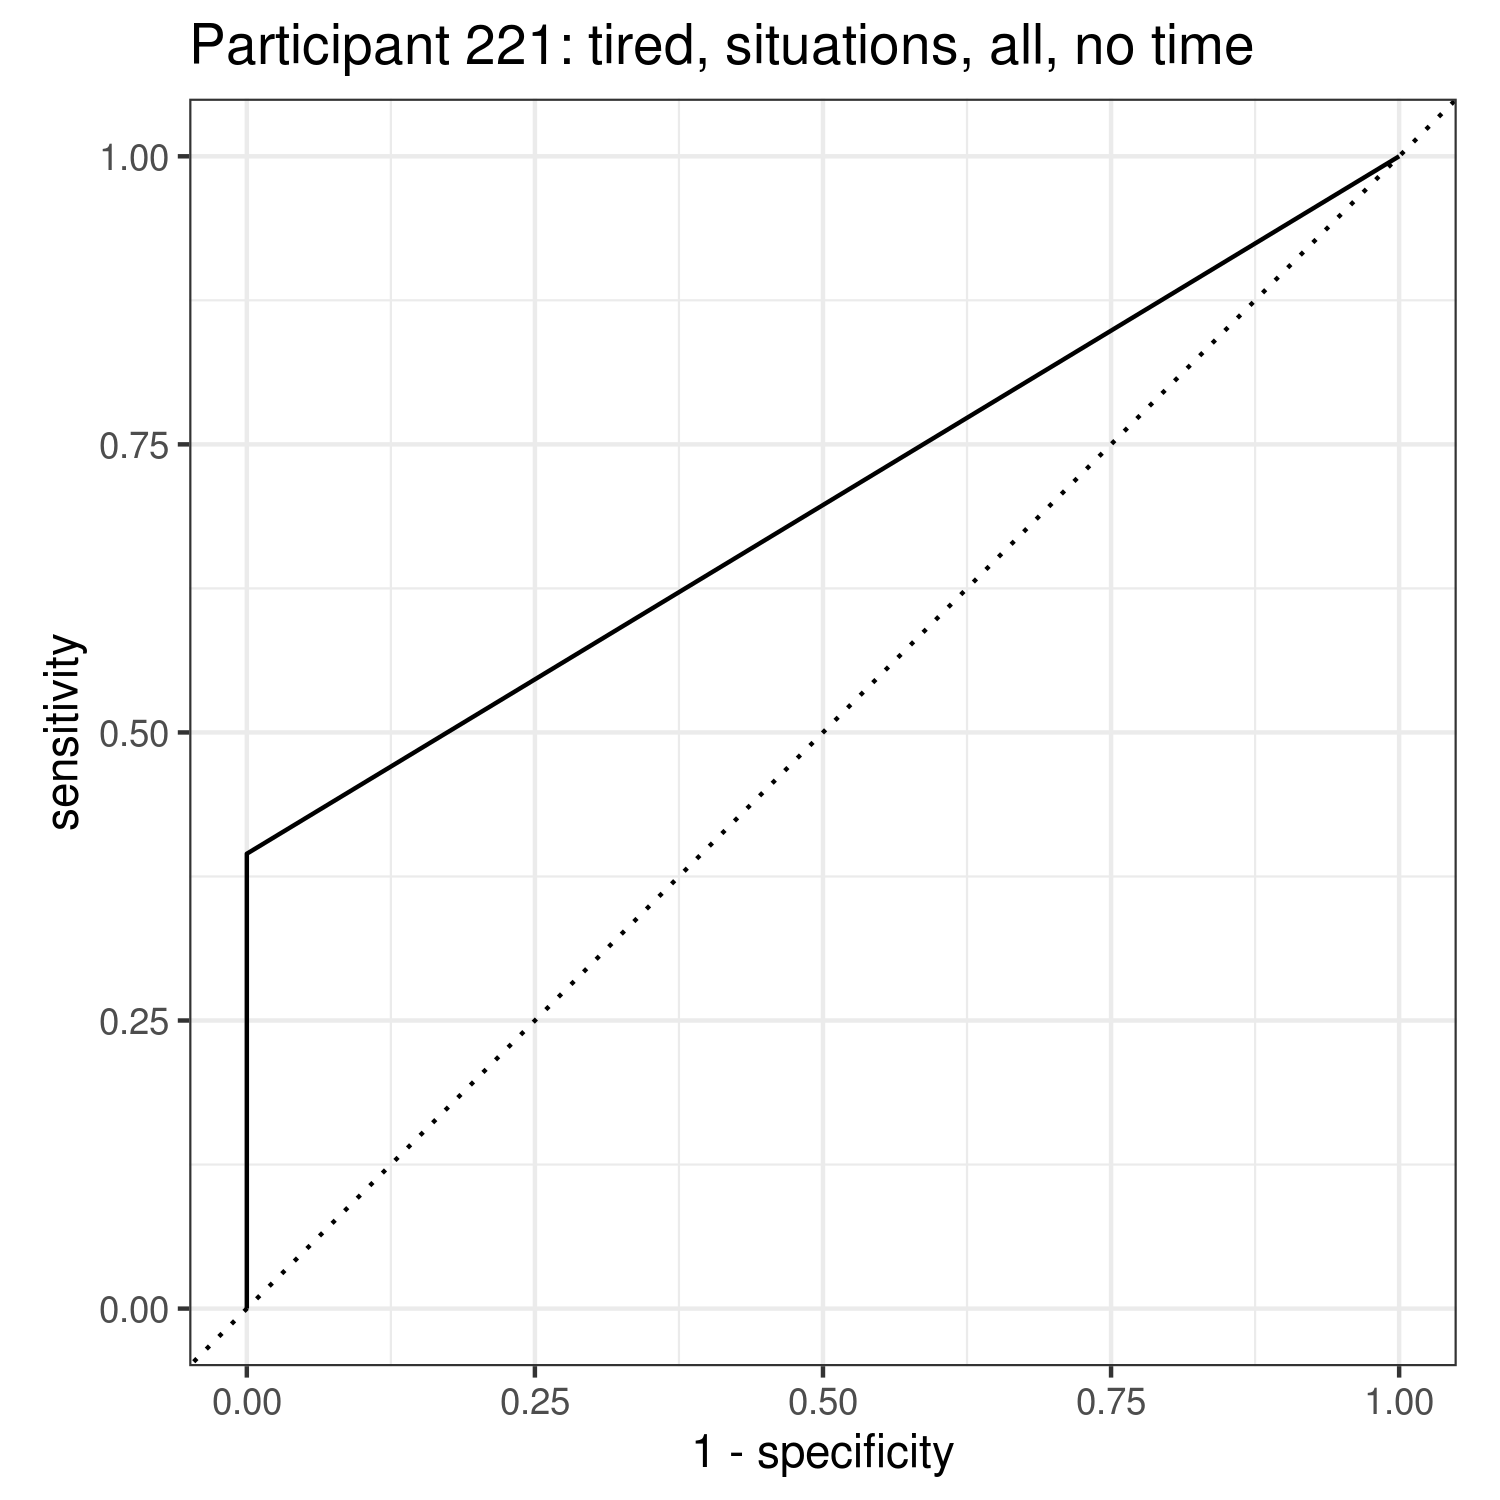 Participant 221: tired, situations, all, no time
sensitivity
1.00
0.75
0.50
0.25
0.00
0.00 0.25 0.50 0.75 1.00
1 - specificity